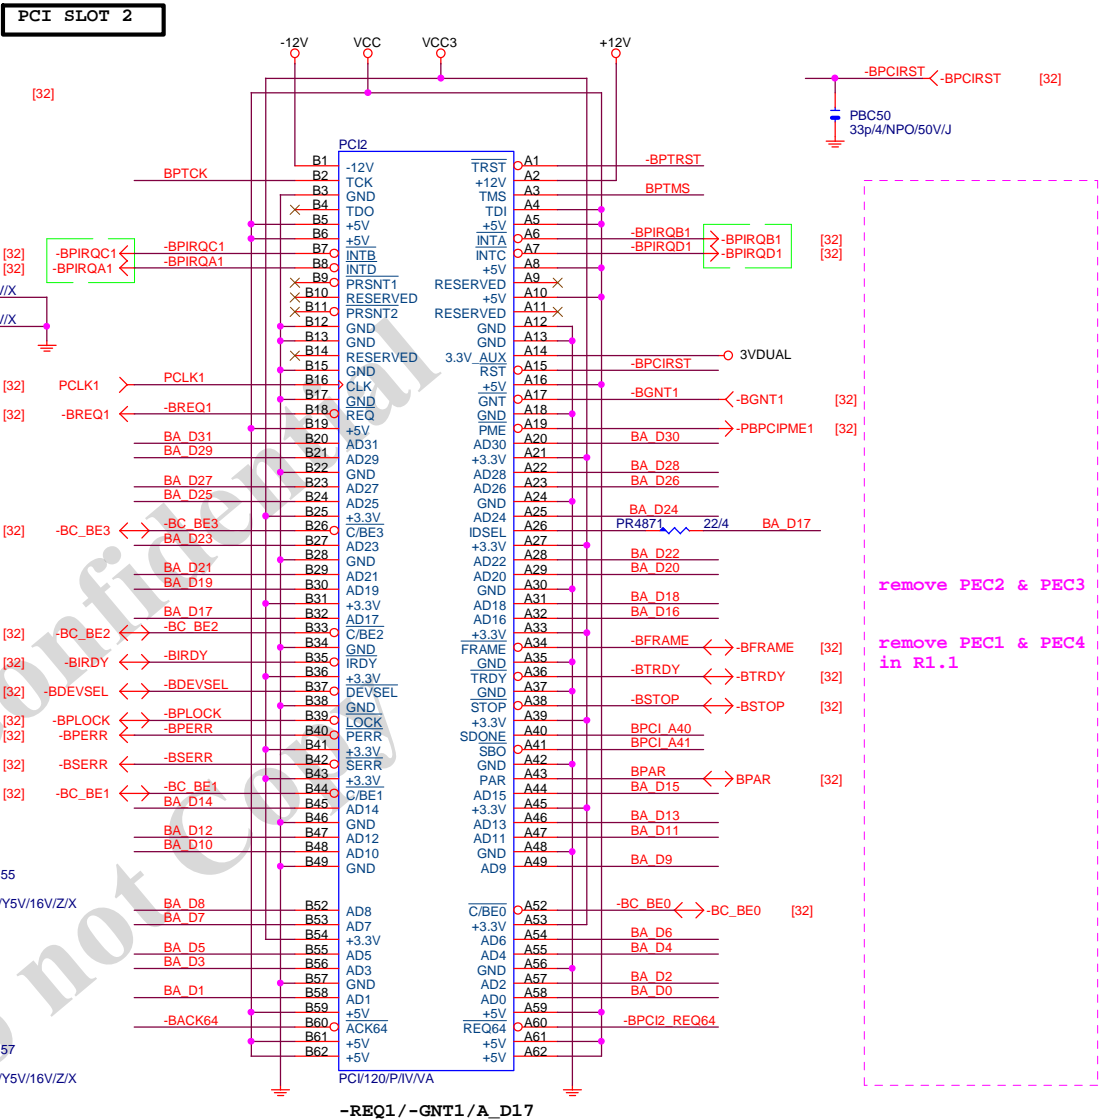 PCI SLOT 2
-12V VCC VCC3 +12V
-BPCIRST -BPCIRST [32]
[32]
PBC50
33p/4/NPO/50V/J
PCI2
B1 -12V TRST A1 -BPTRST
BPTCK B2 TCK +12V A2
B3 GND TMS A3 BPTMS
B4 TDO TDI A4
B5 +5V +5V A5
B6 +5V INTA A6 -BPIRQB1 -BPIRQB1 [32]
[32] -BPIRQC1 -BPIRQC1 B7 INTB INTC A7 -BPIRQD1 -BPIRQD1 [32]
[32] -BPIRQA1 -BPIRQA1 B8 INTD +5V A8
B9 PRSNT1 RESERVED A9
V/X B10 RESERVED +5V A10
B11 PRSNT2 RESERVED A11
V/X B12 GND GND A12
B13 GND GND A13
B14 RESERVED 3.3V_AUX A14 3VDUAL
B15 GND RST A15 -BPCIRST
[32] PCLK1 PCLK1 B16 CLK +5V A16
B17 GND GNT A17 -BGNT1 -BGNT1 [32]
[32] -BREQ1 -BREQ1 B18 REQ GND A18
B19 +5V PME A19 -PBPCIPME1 [32]
BA_D31 B20 AD31 AD30 A20 BA_D30
BA_D29 B21 AD29 +3.3V A21
B22 GND AD28 A22 BA_D28
BA_D27 B23 AD27 AD26 A23 BA_D26
BA_D25 B24 AD25 GND A24
B25 +3.3V AD24 A25 BA_D24
[32] -BC_BE3 -BC_BE3 B26 C/BE3 IDSEL A26 PR4871 22/4 BA_D17
BA_D23 B27 AD23 +3.3V A27
B28 GND AD22 A28 BA_D22
BA_D21 B29 AD21 AD20 A29 BA_D20
BA_D19 B30 AD19 GND A30
B31 +3.3V AD18 A31 BA_D18
BA_D17 B32 AD17 AD16 A32 BA_D16
[32] -BC_BE2 -BC_BE2 B33 C/BE2 +3.3V A33
B34 GND FRAME A34 -BFRAME -BFRAME [32]
[32] -BIRDY -BIRDY B35 IRDY GND A35
B36 +3.3V TRDY A36 -BTRDY -BTRDY [32]
[32] -BDEVSEL -BDEVSEL B37 DEVSEL GND A37
B38 GND STOP A38 -BSTOP -BSTOP [32]
[32] -BPLOCK -BPLOCK B39 LOCK +3.3V A39
[32] -BPERR -BPERR B40 PERR SDONE A40 BPCI_A40
B41 +3.3V SBO A41 BPCI_A41
[32] -BSERR -BSERR B42 SERR GND A42
B43 +3.3V PAR A43 BPAR BPAR [32]
[32] -BC_BE1 -BC_BE1 B44 C/BE1 AD15 A44 BA_D15
BA_D14 B45 AD14 +3.3V A45
B46 GND AD13 A46 BA_D13
BA_D12 B47 AD12 AD11 A47 BA_D11
BA_D10 B48 AD10 GND A48
B49 GND AD9 A49 BA_D9
55
/Y5V/16V/Z/X
BA_D8 B52 AD8 C/BE0 A52 -BC_BE0 -BC_BE0 [32]
BA_D7 B53 AD7 +3.3V A53
B54 +3.3V AD6 A54 BA_D6
BA_D5 B55 AD5 AD4 A55 BA_D4
BA_D3 B56 AD3 GND A56
B57 GND AD2 A57 BA_D2
BA_D1 B58 AD1 AD0 A58 BA_D0
B59 +5V +5V A59
-BACK64 B60 ACK64 REQ64 A60 -BPCI2_REQ64
B61 +5V +5V A61
B62 +5V +5V A62
57
/Y5V/16V/Z/X
PCI/120/P/IV/VA
-REQ1/-GNT1/A_D17
remove PEC2 & PEC3
remove PEC1 & PEC4
in R1.1
onfidential
o not Copy